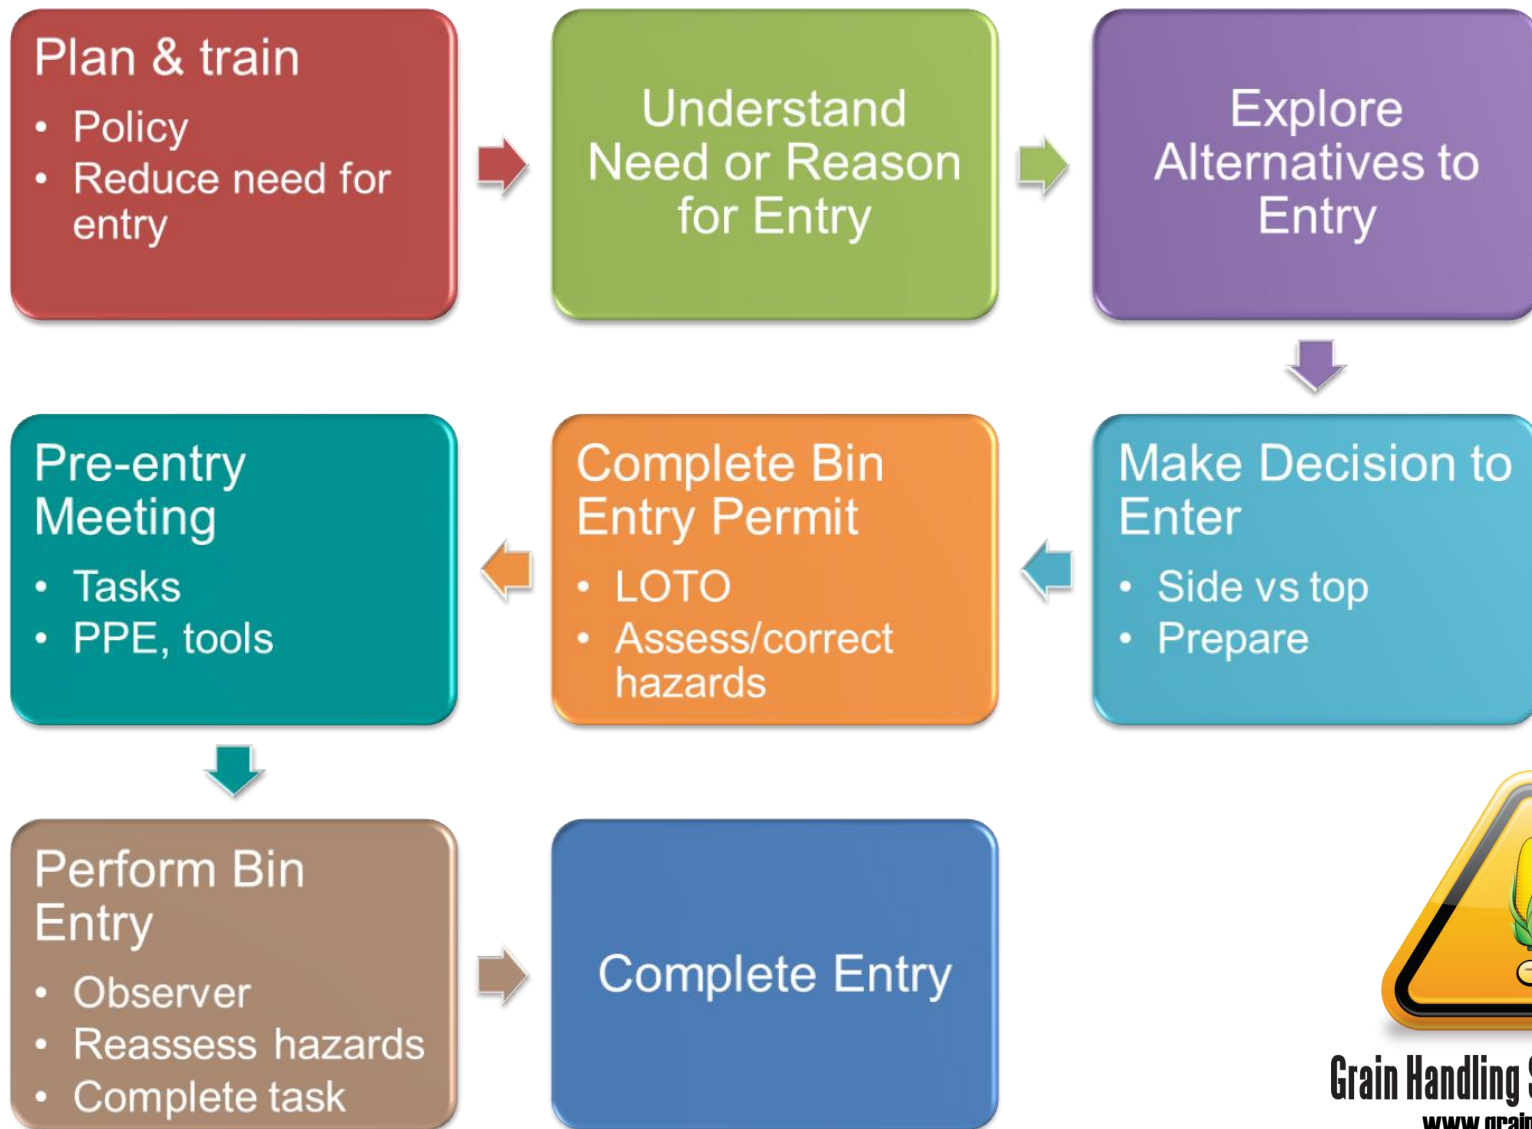 Plan & train
• Policy
• Reduce need for
entry
Understand
Need or Reason
for Entry
Explore
Alternatives to
Entry
Make Decision to
Enter
• Side vs top
• Prepare
Complete Bin
Entry Permit
• LOTO
• Assess/correct
hazards
Pre-entry
Meeting
• Tasks
• PPE, tools
Perform Bin
Entry
• Observer
• Reassess hazards
• Complete task
Complete Entry
Grain Handling